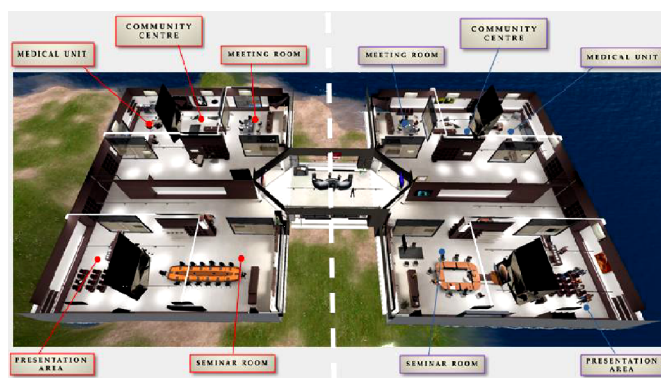 COMMUNITY
CENTRE
MEDICAL UNIT
MEETING ROOM
MEETING ROOM
COMMUNITY
CENTRE
MEDICAL UNIT
PRESENTATION
AREA
SEMINAR ROOM
SEMINAR ROOM
PRESENTATION
AREA